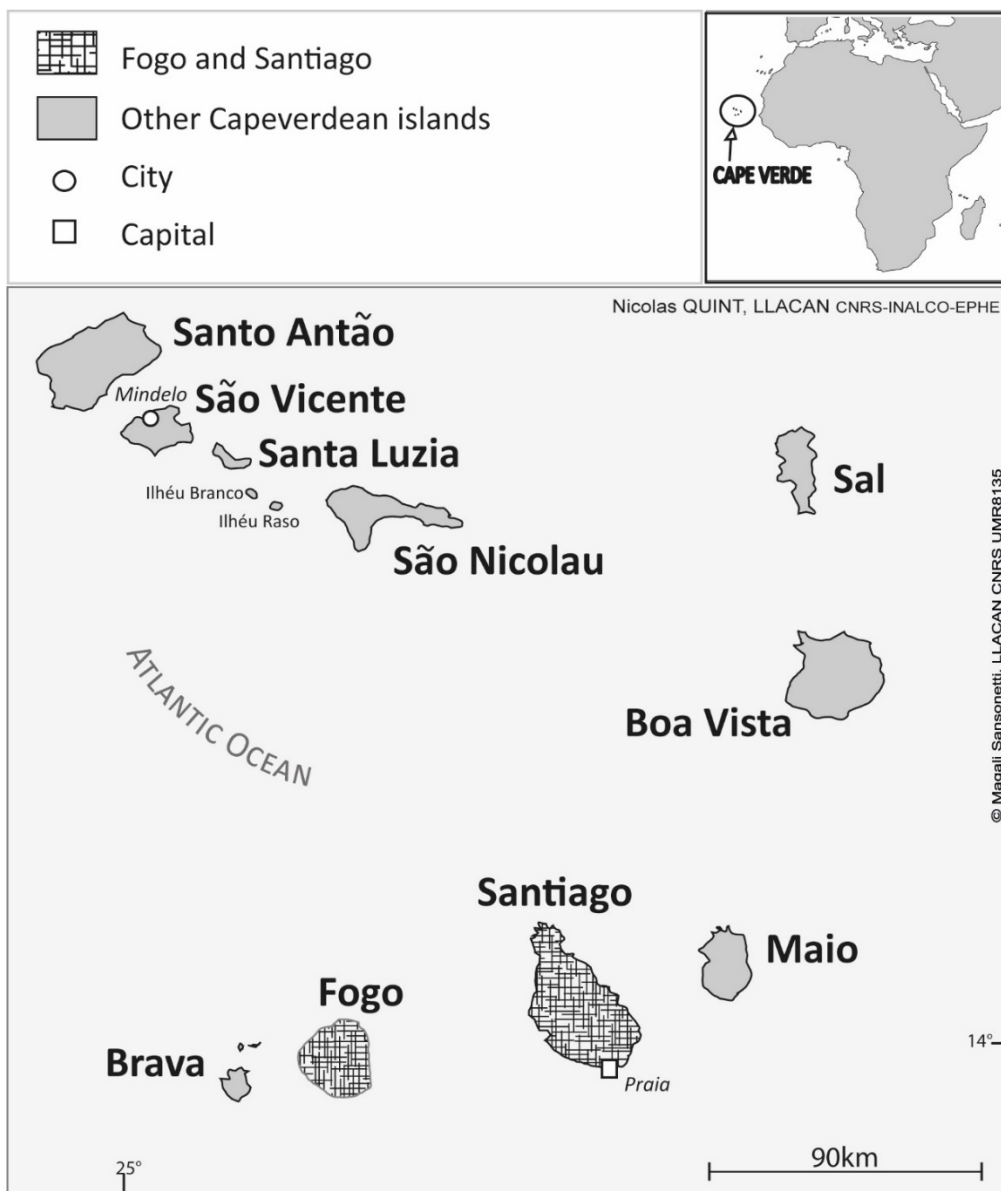 Fogo and Santiago
Other Capeverdean islands
City
Capital
CAPE VERDE
Nicolas QUINT, LLACAN CNRS-INALCO-EPHE
Santo Antão
Mindelo
São Vicente
Santa Luzia
Ilhéu Branco
Ilhéu Raso
São Nicolau
Sal
© Magali Sansonetti, LLACAN CNRS UMR8135
ATLANTIC OCEAN
Boa Vista
Santiago
Maio
Fogo
Brava
14°
Praia
25°
90km